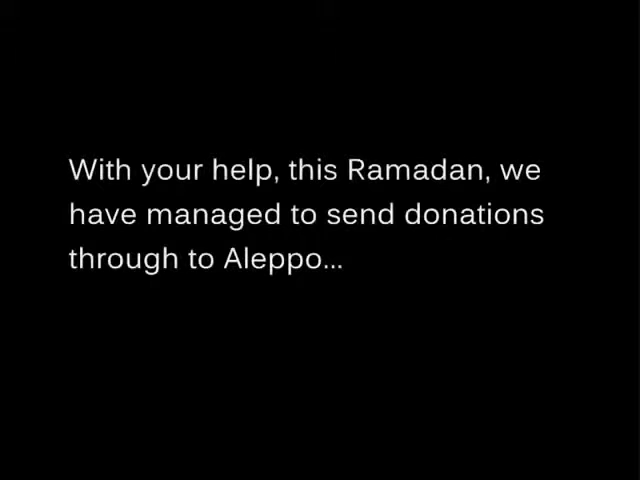 With your help, this Ramadan, we
have managed to send donations
through to Aleppo...